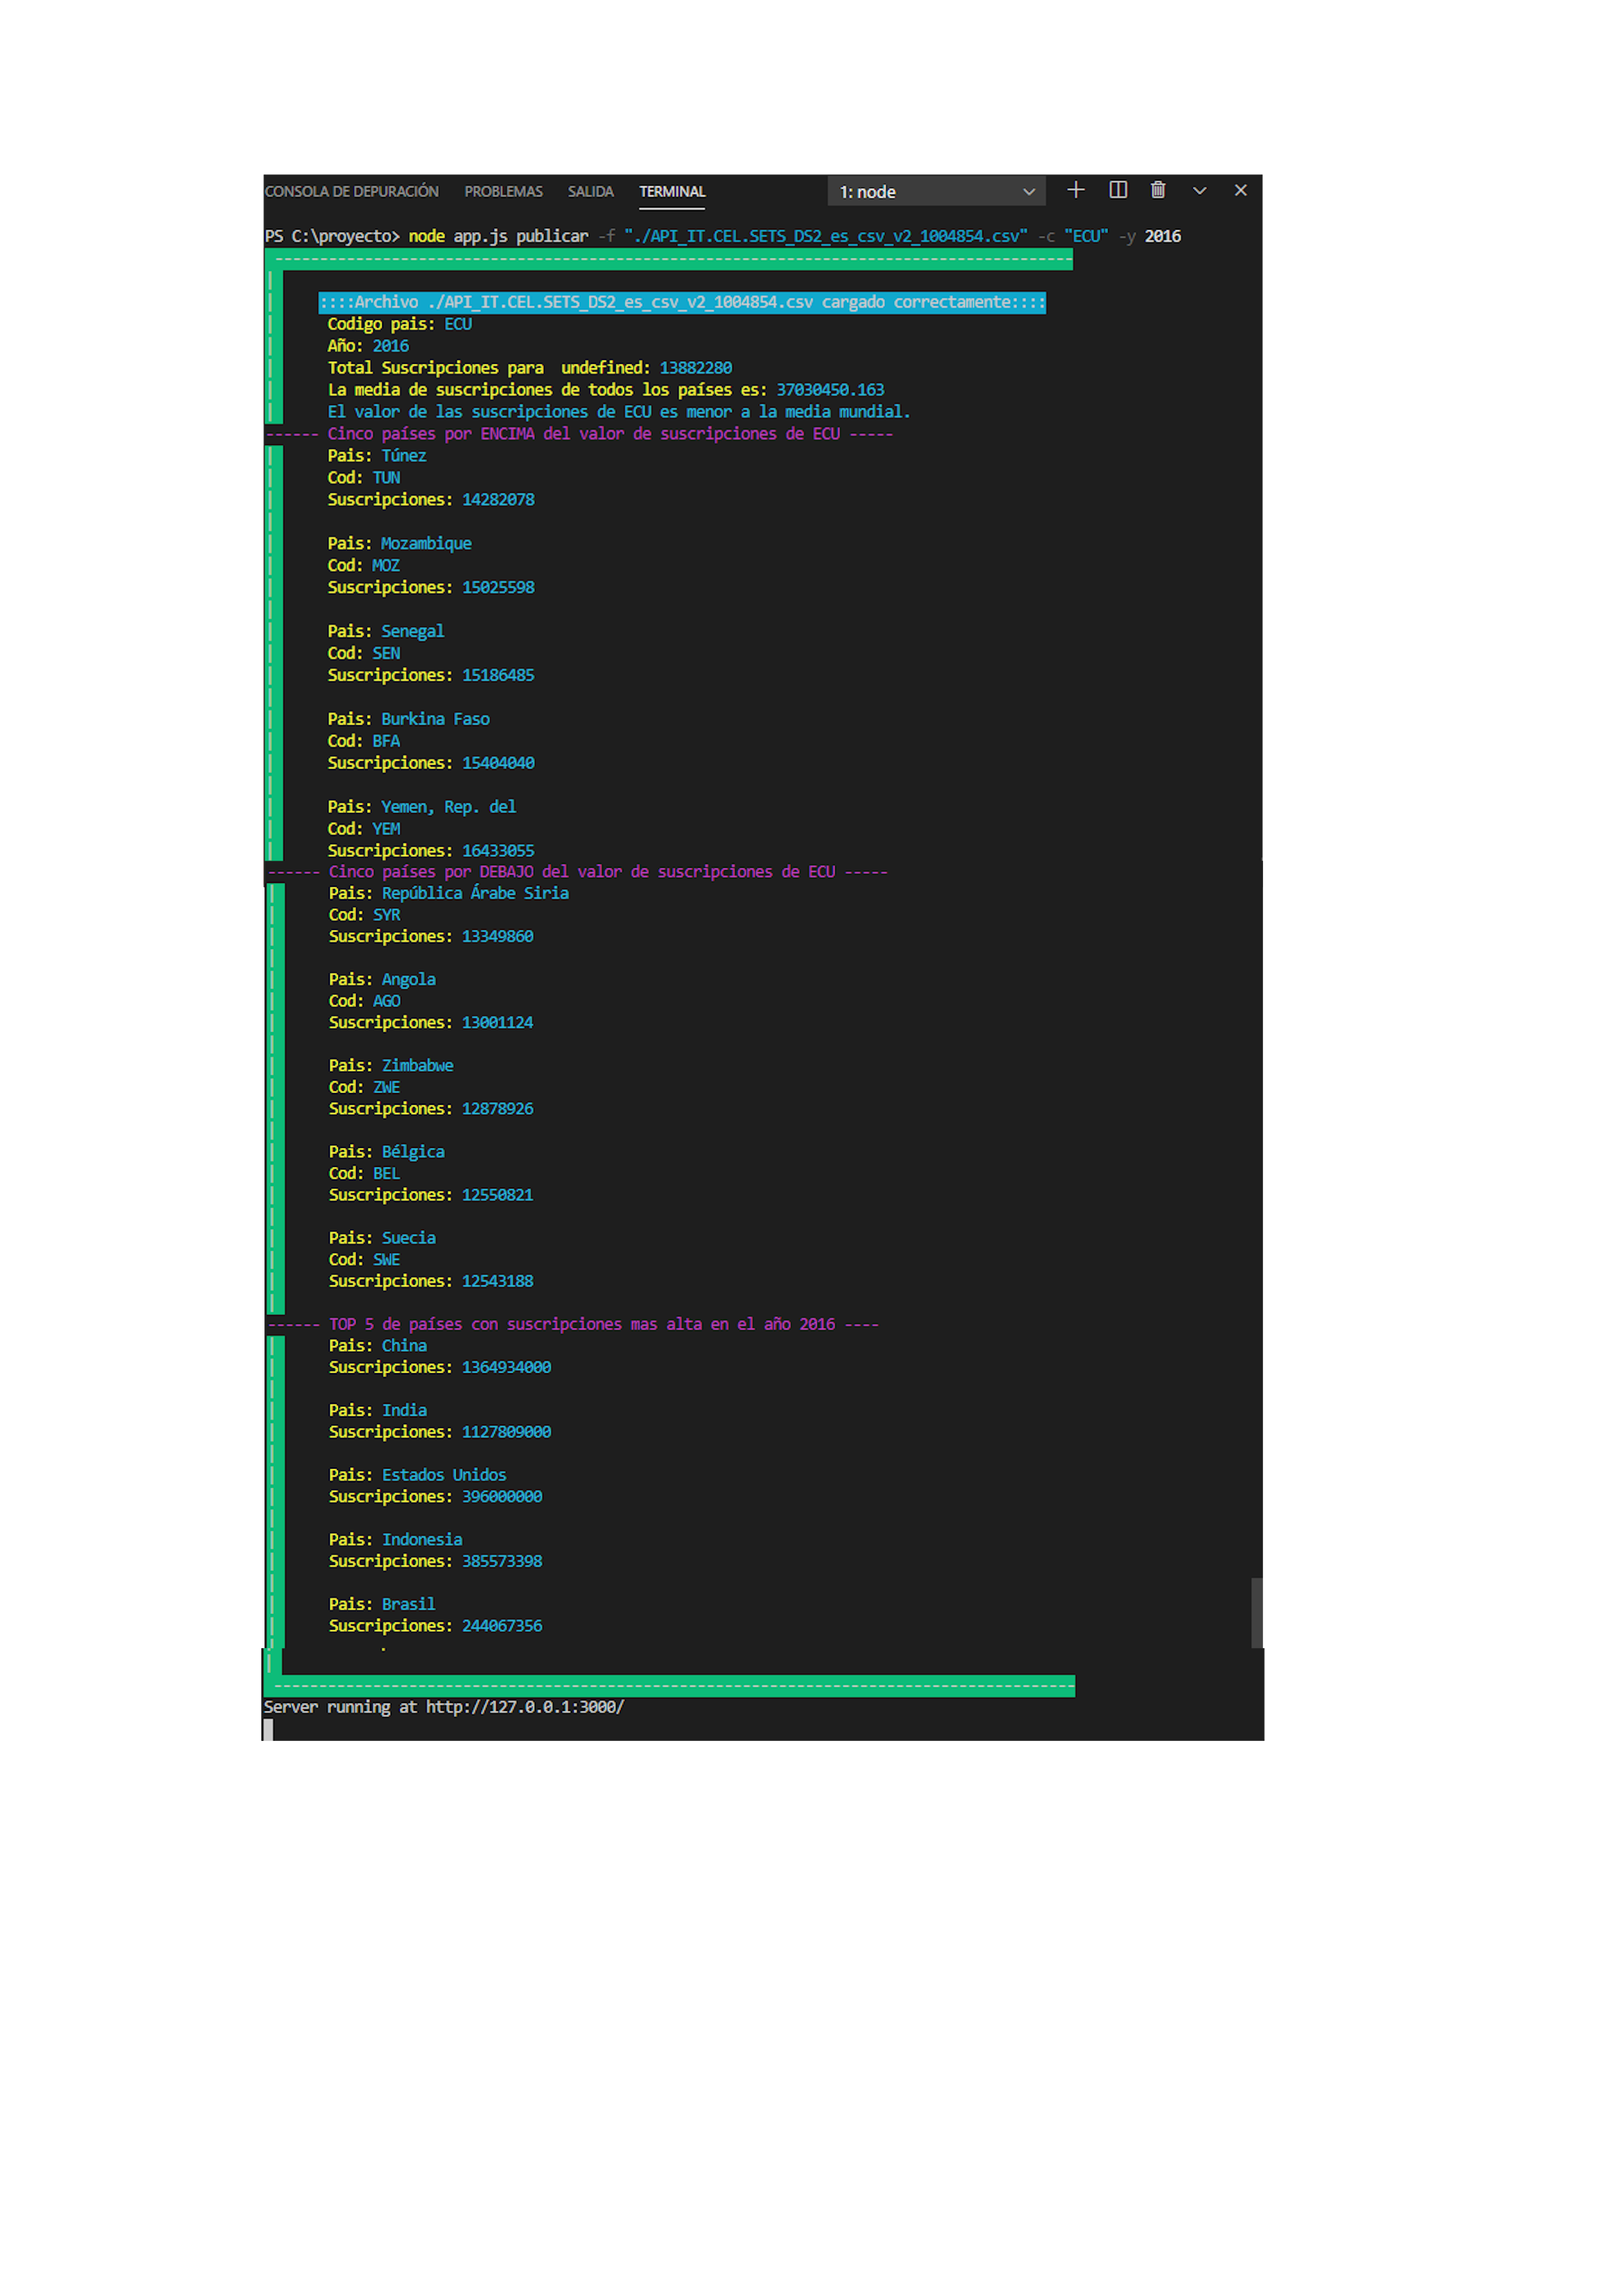 CONSOLA DE DEPURACIÓN PROBLEMAS SALIDA TERMINAL 1: node
PS C:\proyecto> node app.js publicar -f "./API_IT.CEL.SETS_DS2_es_csv_v2_1004854.csv" -c "ECU" -y 2016
::::Archivo ./API_IT.CEL.SETS_DS2_es_csv_v2_1004854.csv cargado correctamente::::
Codigo pais: ECU
Año: 2016
Total Suscripciones para  undefined: 13882280
La media de suscripciones de todos los países es: 37030450.163
El valor de las suscripciones de ECU es menor a la media mundial.
------ Cinco países por ENCIMA del valor de suscripciones de ECU -----
Pais: Túnez
Cod: TUN
Suscripciones: 14282078
Pais: Mozambique
Cod: MOZ
Suscripciones: 15025598
Pais: Senegal
Cod: SEN
Suscripciones: 15186485
Pais: Burkina Faso
Cod: BFA
Suscripciones: 15404040
Pais: Yemen, Rep. del
Cod: YEM
Suscripciones: 16433055
------ Cinco países por DEBAJO del valor de suscripciones de ECU -----
Pais: República Árabe Siria
Cod: SYR
Suscripciones: 13349860
Pais: Angola
Cod: AGO
Suscripciones: 13001124
Pais: Zimbabwe
Cod: ZWE
Suscripciones: 12878926
Pais: Bélgica
Cod: BEL
Suscripciones: 12550821
Pais: Suecia
Cod: SWE
Suscripciones: 12543188
------ TOP 5 de países con suscripciones mas alta en el año 2016 ----
Pais: China
Suscripciones: 1364934000
Pais: India
Suscripciones: 1127809000
Pais: Estados Unidos
Suscripciones: 396000000
Pais: Indonesia
Suscripciones: 385573398
Pais: Brasil
Suscripciones: 244067356
Server running at http://127.0.0.1:3000/